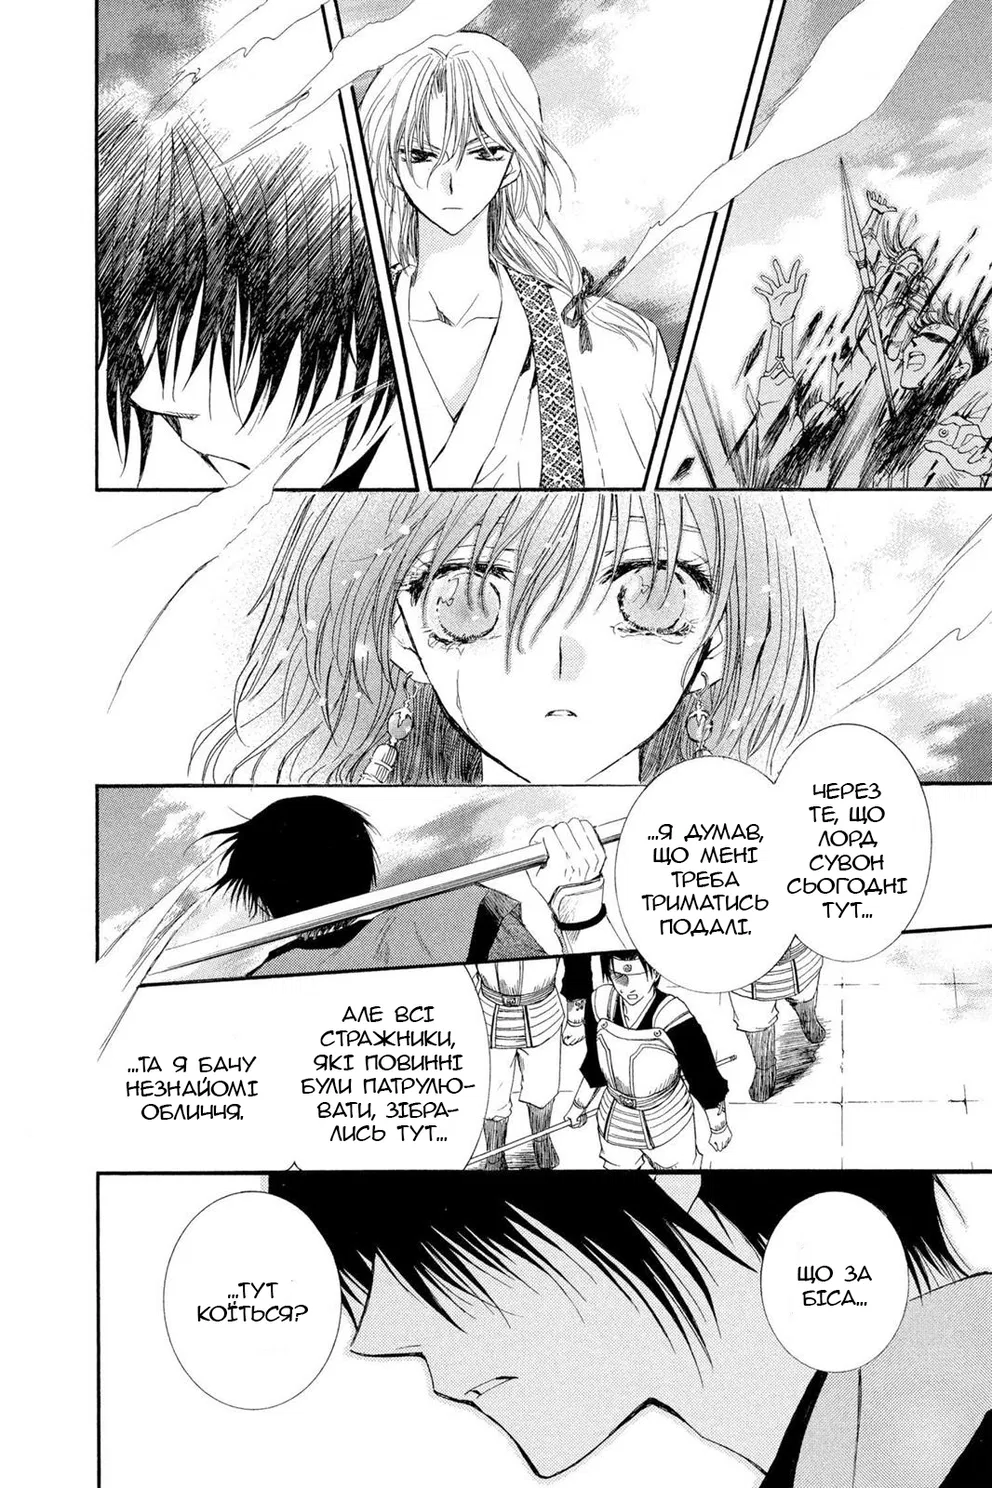 ЧЕРЕЗ
ТЕ, ЩО
ЛОРД
СУВОН
СЬОГОДНІ
ТУТ...
...Я ДУМАВ,
ЩО МЕНІ
ТРЕБА
ТРИМАТИСЬ
ПОДАЛІ.
АЛЕ ВСІ
СТРАЖНИКИ,
ЯКІ ПОВИННІ
БУЛИ ПАТРУЛЮ-
ВАТИ, ЗІБРА-
ЛИСЬ ТУТ...
...ТА Я БАЧУ
НЕЗНАЙОМІ
ОБЛИЧЧЯ.
ЩО ЗА
БІСА...
...ТУТ
КОЇТЬСЯ?